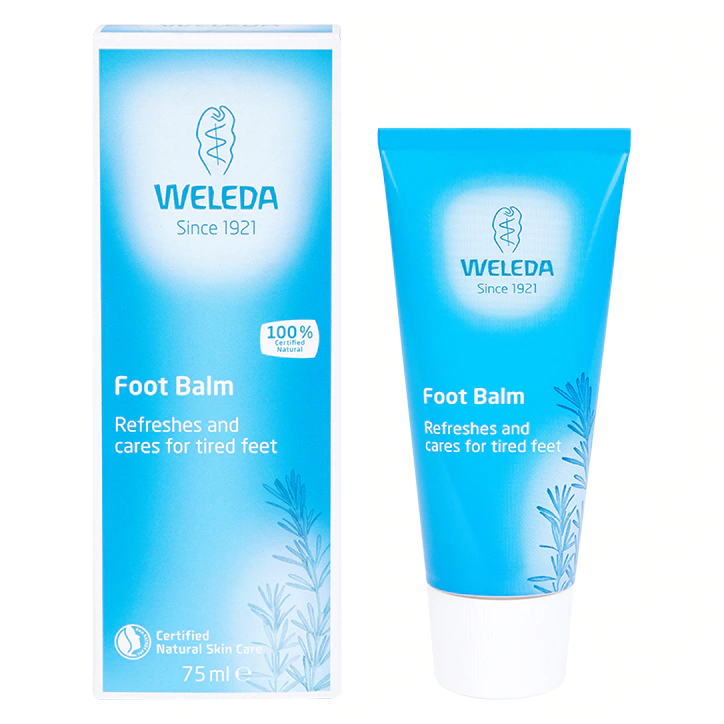 WELEDA
Since 1921
100%
Certified
Natural
Foot Balm
Refreshes and
cares for tired feet
Certified
Natural Skin Care
75 ml e
WELEDA
Since 1921
Foot Balm
Refreshes and
cares for tired feet